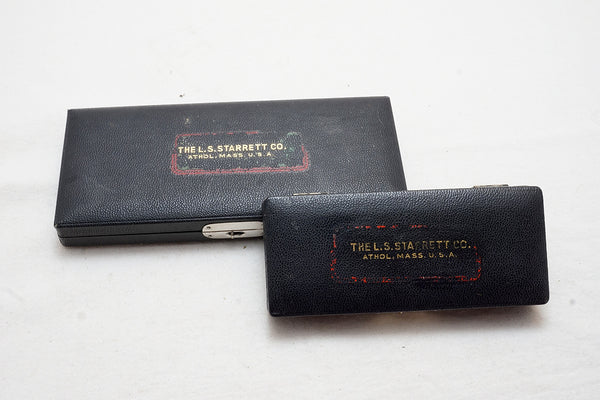 THE L.S. STARRETT CO.
ATHOL, MASS. U.S.A.
THE L.S. STARRETT CO.
ATHOL, MASS. U.S.A.